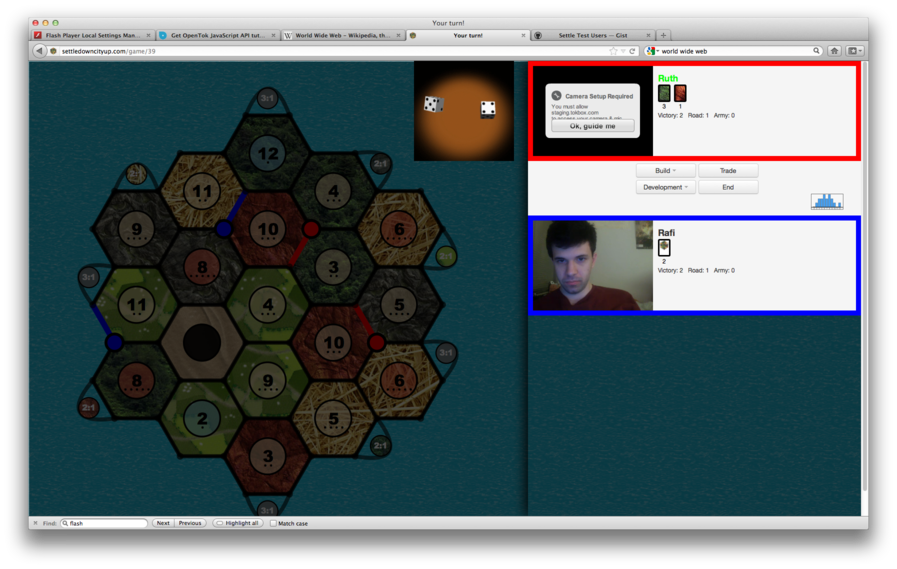 Your turn!
Flash Player Local Settings Man...
Get OpenTok JavaScript API tut...
World Wide Web – Wikipedia, th...
Your turn!
Settle Test Users — Gist
settledowncityup.com/game/39
world wide web
3:1
12
2:1
11
4
2:1
9
10
6
8
3
2:1
3:1
11
4
5
10
3:1
8
9
6
2:1
2
5
2:1
3
3:1
Camera Setup Required
You must allow
staging.tokbox.com
Ok, guide me
Ruth
3 1
Victory: 2 Road: 1 Army: 0
Build
Trade
Development
End
Rafi
2
Victory: 2 Road: 1 Army: 0
Find: flash
Next
Previous
Highlight all
Match case